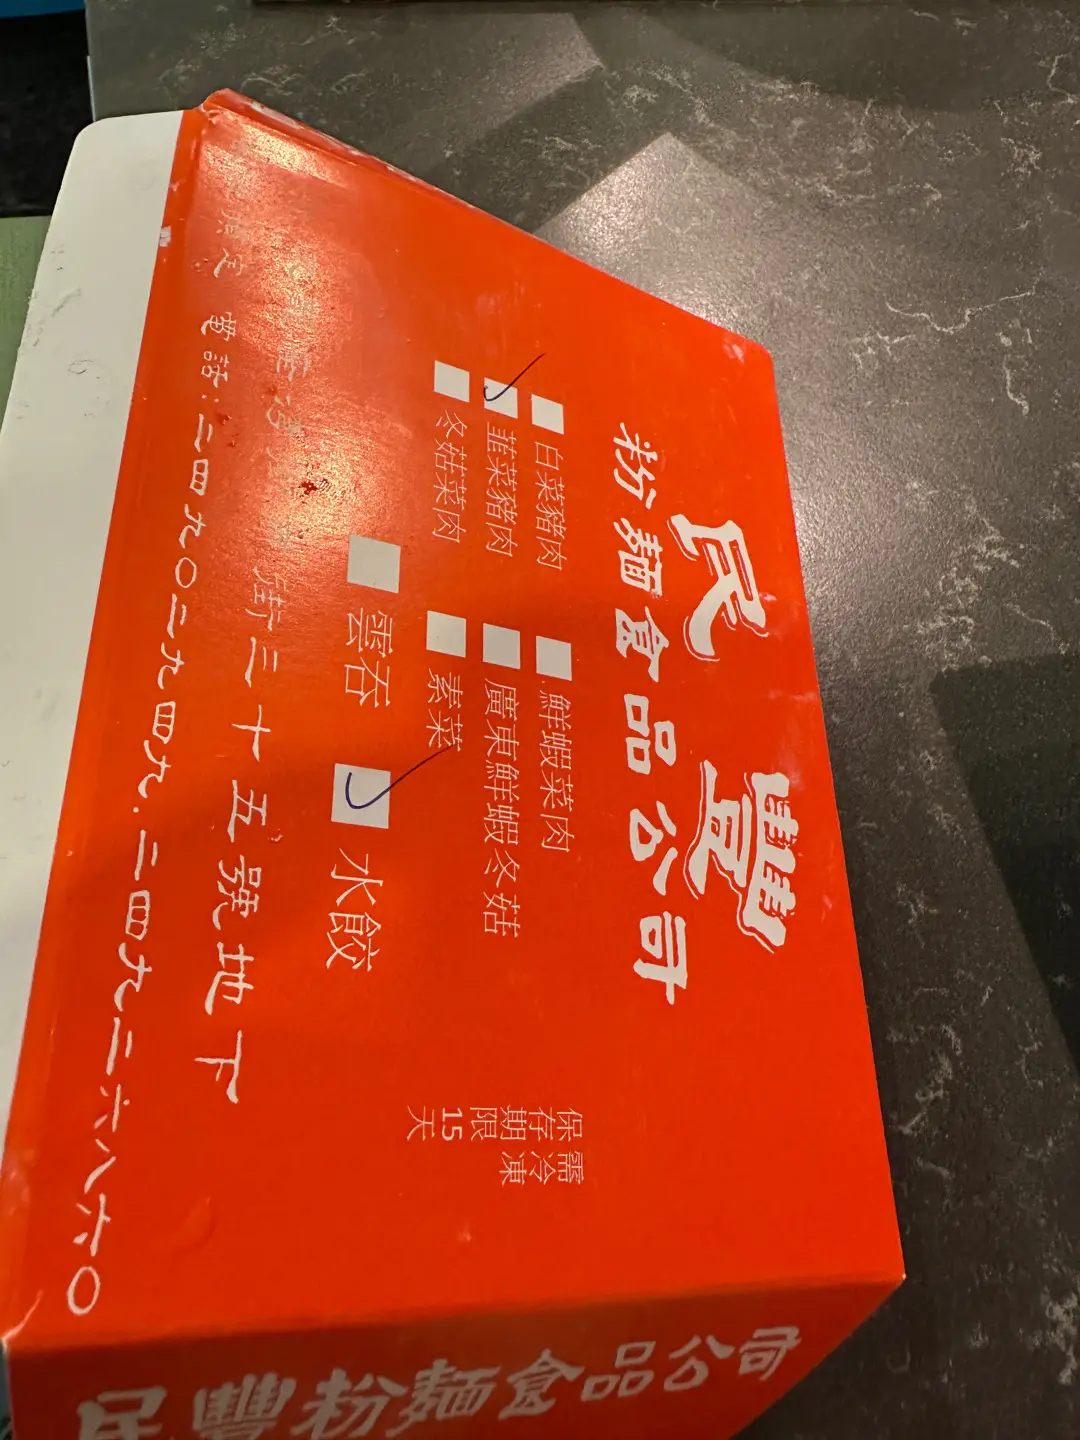 民豐
粉麵食品公司
白菜豬肉
韮菜豬肉
冬菇菜肉
鮮蝦菜肉
廣東鮮蝦冬菇
素菜
雲吞
水餃
需冷凍
保存期限15天
街三十五號地下
電話：二四九〇二九四九．二四九二六八六〇
民豐粉麵食品公司